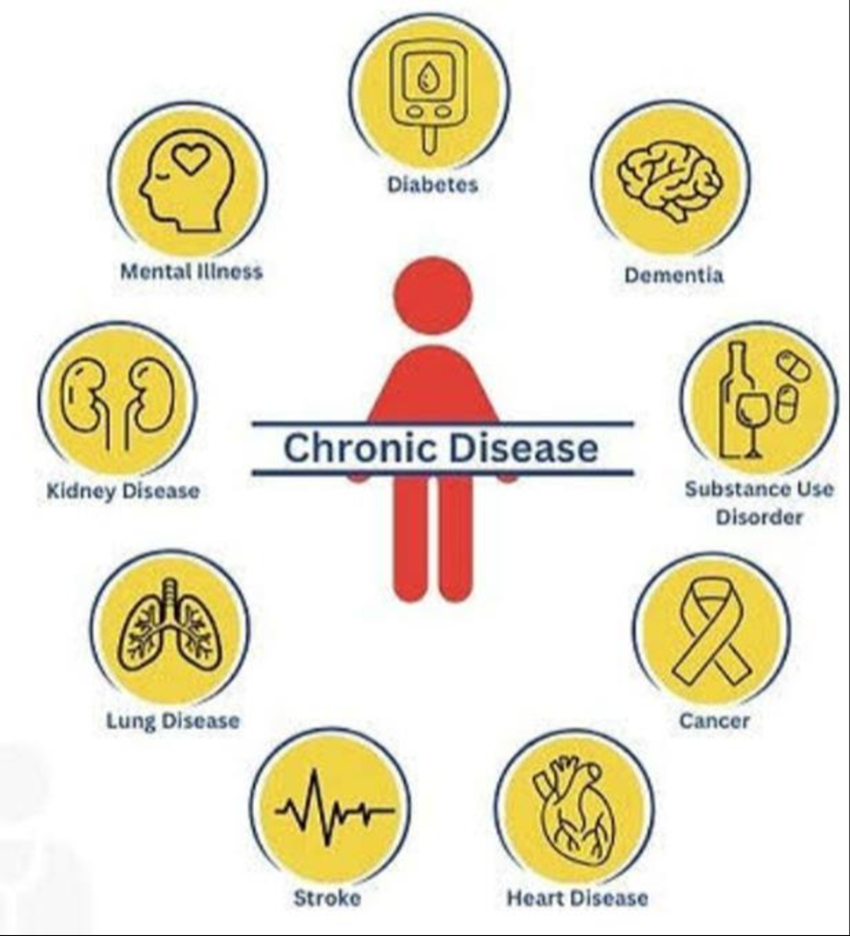 Diabetes
Mental Illness
Dementia
Kidney Disease
Chronic Disease
Substance Use
Disorder
Lung Disease
Cancer
Stroke
Heart Disease